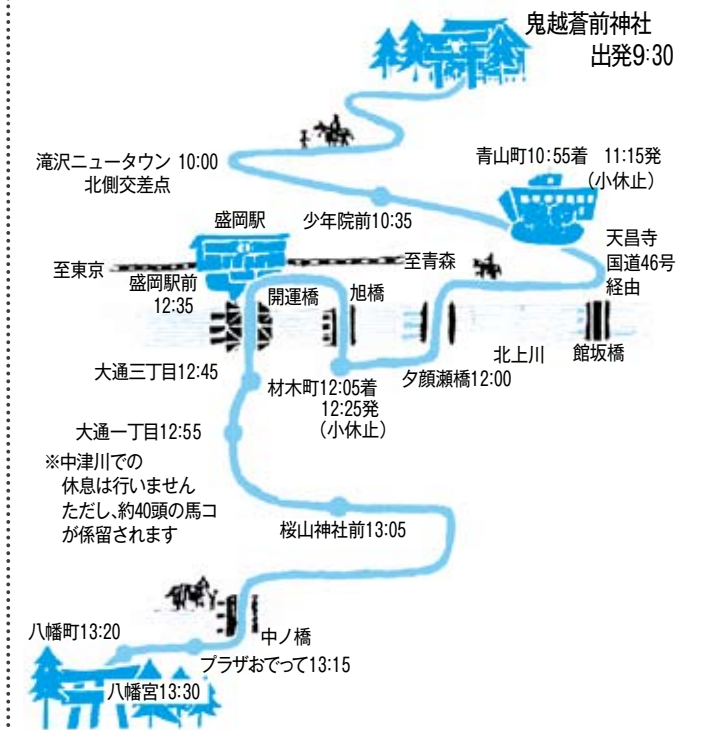 鬼越蒼前神社
出発9:30
滝沢ニュータウン 10:00
北側交差点
青山町10:55着 11:15発
(小休止)
少年院前10:35
盛岡駅
天昌寺
国道46号
経由
至東京
至青森
盛岡駅前
12:35
開運橋
旭橋
北上川
館坂橋
夕顔瀬橋12:00
大通三丁目12:45
材木町12:05着
12:25発
(小休止)
大通一丁目12:55
※中津川での
休息は行いません
ただし、約40頭の馬コ
が係留されます
桜山神社前13:05
八幡町13:20
中ノ橋
プラザおでって13:15
八幡宮13:30